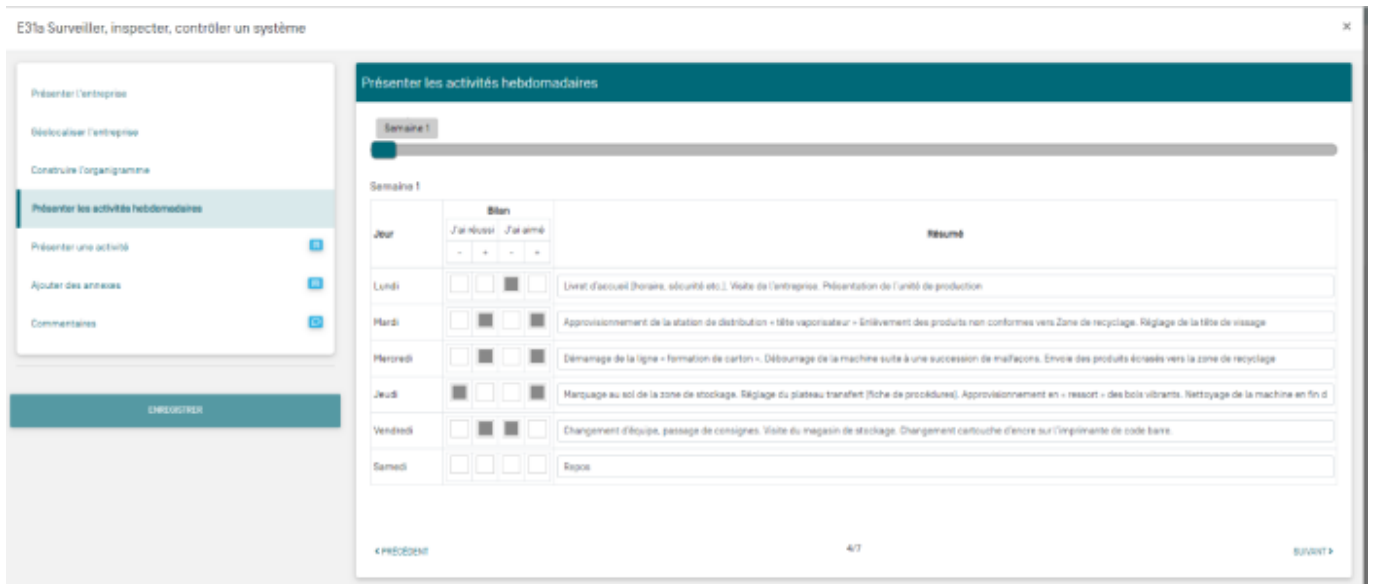 E31a Surveiller, inspecter, contrôler un système
×
Présenter l'entreprise
Géolocaliser l'entreprise
Construire l'organigramme
Présenter les activités hebdomadaires
Présenter une activité
Ajouter des annexes
Commentaires
ENREGISTRER
Présenter les activités hebdomadaires
Semaine 1
Semaine 1
Jour
Bilan
J'ai réussi J'ai aimé
- + - +
Résumé
Lundi Livret d'accueil (horaire, sécurité etc.). Visite de l'entreprise. Présentation de l'unité de production
Mardi Approvisionnement de la station de distribution « tête vaporisateur » Enlèvement des produits non conformes vers Zone de recyclage. Réglage de la tête de vissage
Mercredi Démarrage de la ligne « formation de carton ». Débourrage de la machine suite à une succession de malfaçons. Envoie des produits écrasés vers la zone de recyclage
Jeudi Marquage au sol de la zone de stockage. Réglage du plateau transfert (fiche de procédures). Approvisionnement en « ressort » des bols vibrants. Nettoyage de la machine en fin d
Vendredi Changement d'équipe, passage de consignes. Visite du magasin de stockage. Changement cartouche d'encre sur l'imprimante de code barre.
Samedi Repos
< PRÉCÉDENT
4/7
SUIVANT >